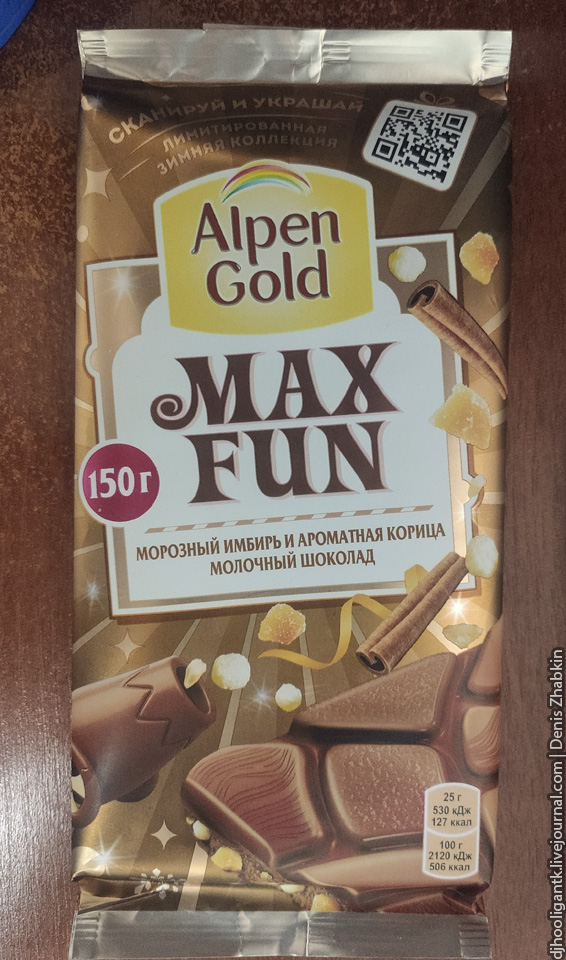 СКАНИРУЙ И УКРАШАЙ
ЛИМИТИРОВАННАЯ
ЗИМНЯЯ КОЛЛЕКЦИЯ
Alpen
Gold
MAX
FUN
150 г
МОРОЗНЫЙ ИМБИРЬ И АРОМАТНАЯ КОРИЦА
МОЛОЧНЫЙ ШОКОЛАД
25 г
530 кДж
127 ккал
100 г
2120 кДж
506 ккал
djhooligantk.livejournal.com | Denis Zhabkin